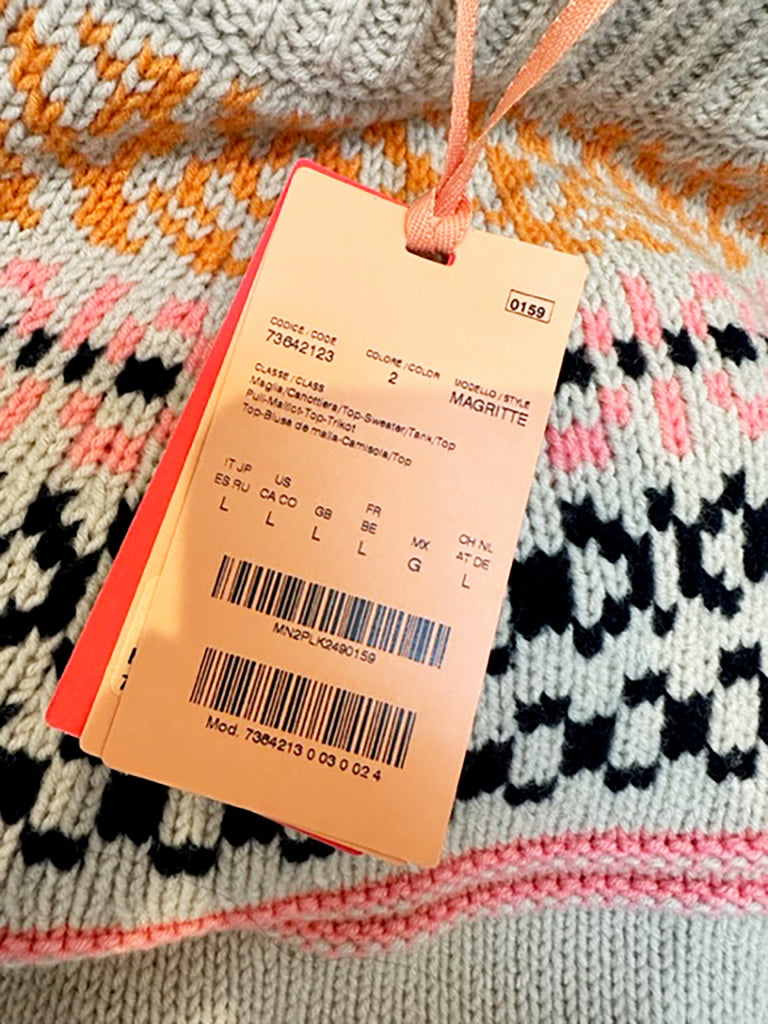 0159
CODICE / CODE
73642123
COLORE / COLOR
2
MODELLO / STYLE
MAGRITTE
CLASSE / CLASS
Maglia/Canottiera/Top-Sweater/Tank/Top
Pull-Maillot-Top-Trikot
Top-Blusa de malla-Camisola/Top
IT JP
ES RU
L
US
CA CO
L
GB
L
FR
BE
L
MX
G
CH NL
AT DE
L
MN2PLK2490159
Mod. 7364213 0 03 0 02 4